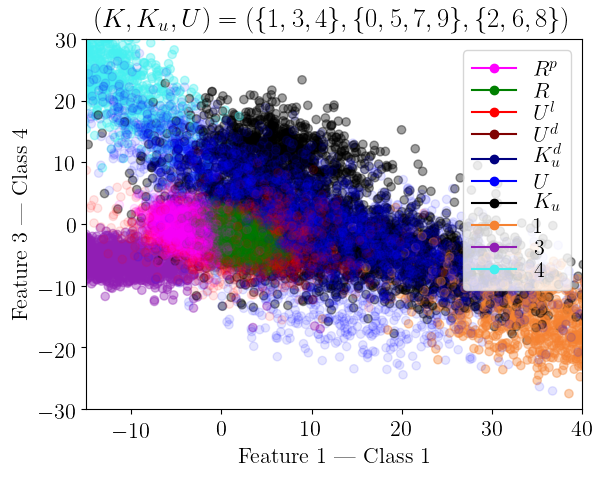 (K, K_u, U) = ({1, 3, 4}, {0, 5, 7, 9}, {2, 6, 8})
30
20
10
0
−10
−20
−30
Feature 3 — Class 4
R^p
R
U^l
U^d
K_u^d
U
K_u
1
3
4
−10 0 10 20 30 40
Feature 1 — Class 1